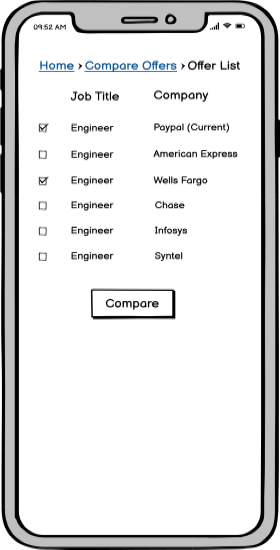 09:52 AM
Home > Compare Offers > Offer List
Job Title Company
Engineer Paypal (Current)
Engineer American Express
Engineer Wells Fargo
Engineer Chase
Engineer Infosys
Engineer Syntel
Compare